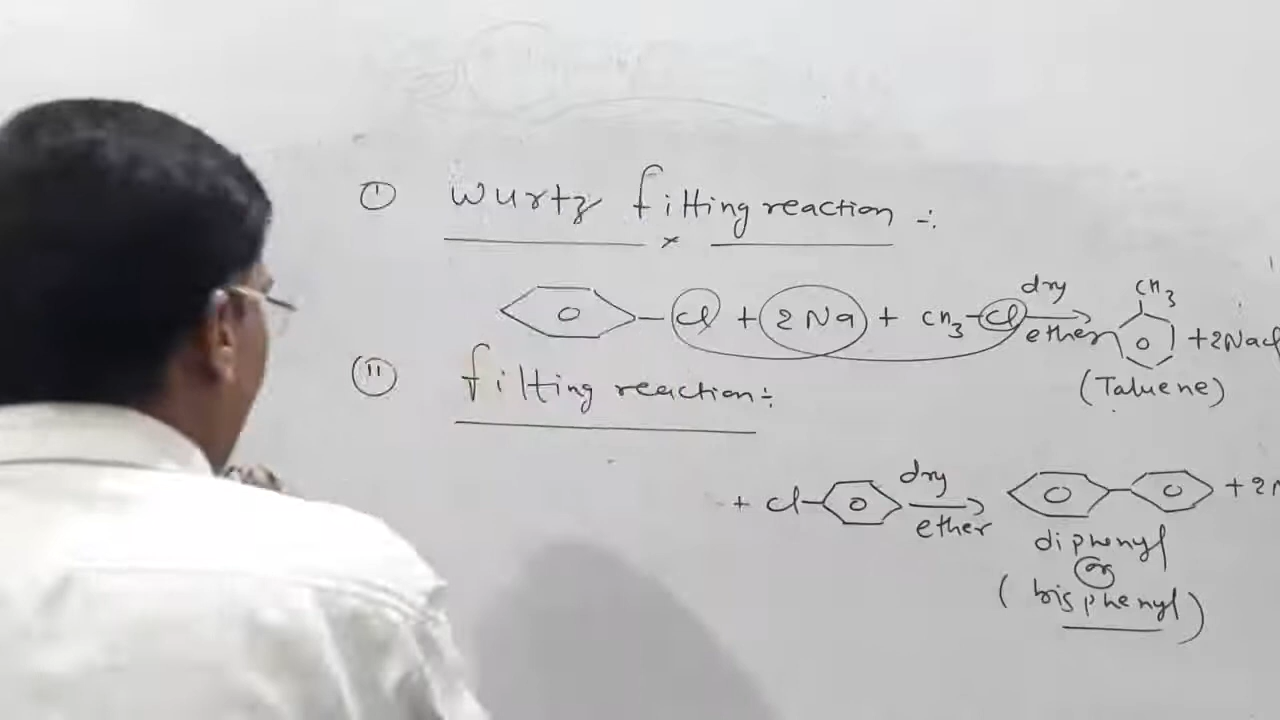 ① Wurtz fitting reaction ÷
⌬–Cl + 2Na + CH3–Cl dry ether → CH3 + 2NaCl
(Taluene)
⑪ fitting reaction ÷
+ Cl– dry ether → + 2
diphenyl
or
(bisphenyl)